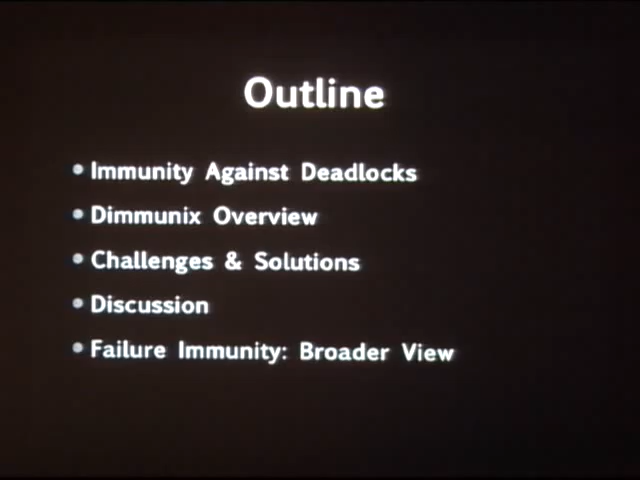 Outline
• Immunity Against Deadlocks
• Dimmunix Overview
• Challenges & Solutions
• Discussion
• Failure Immunity: Broader View